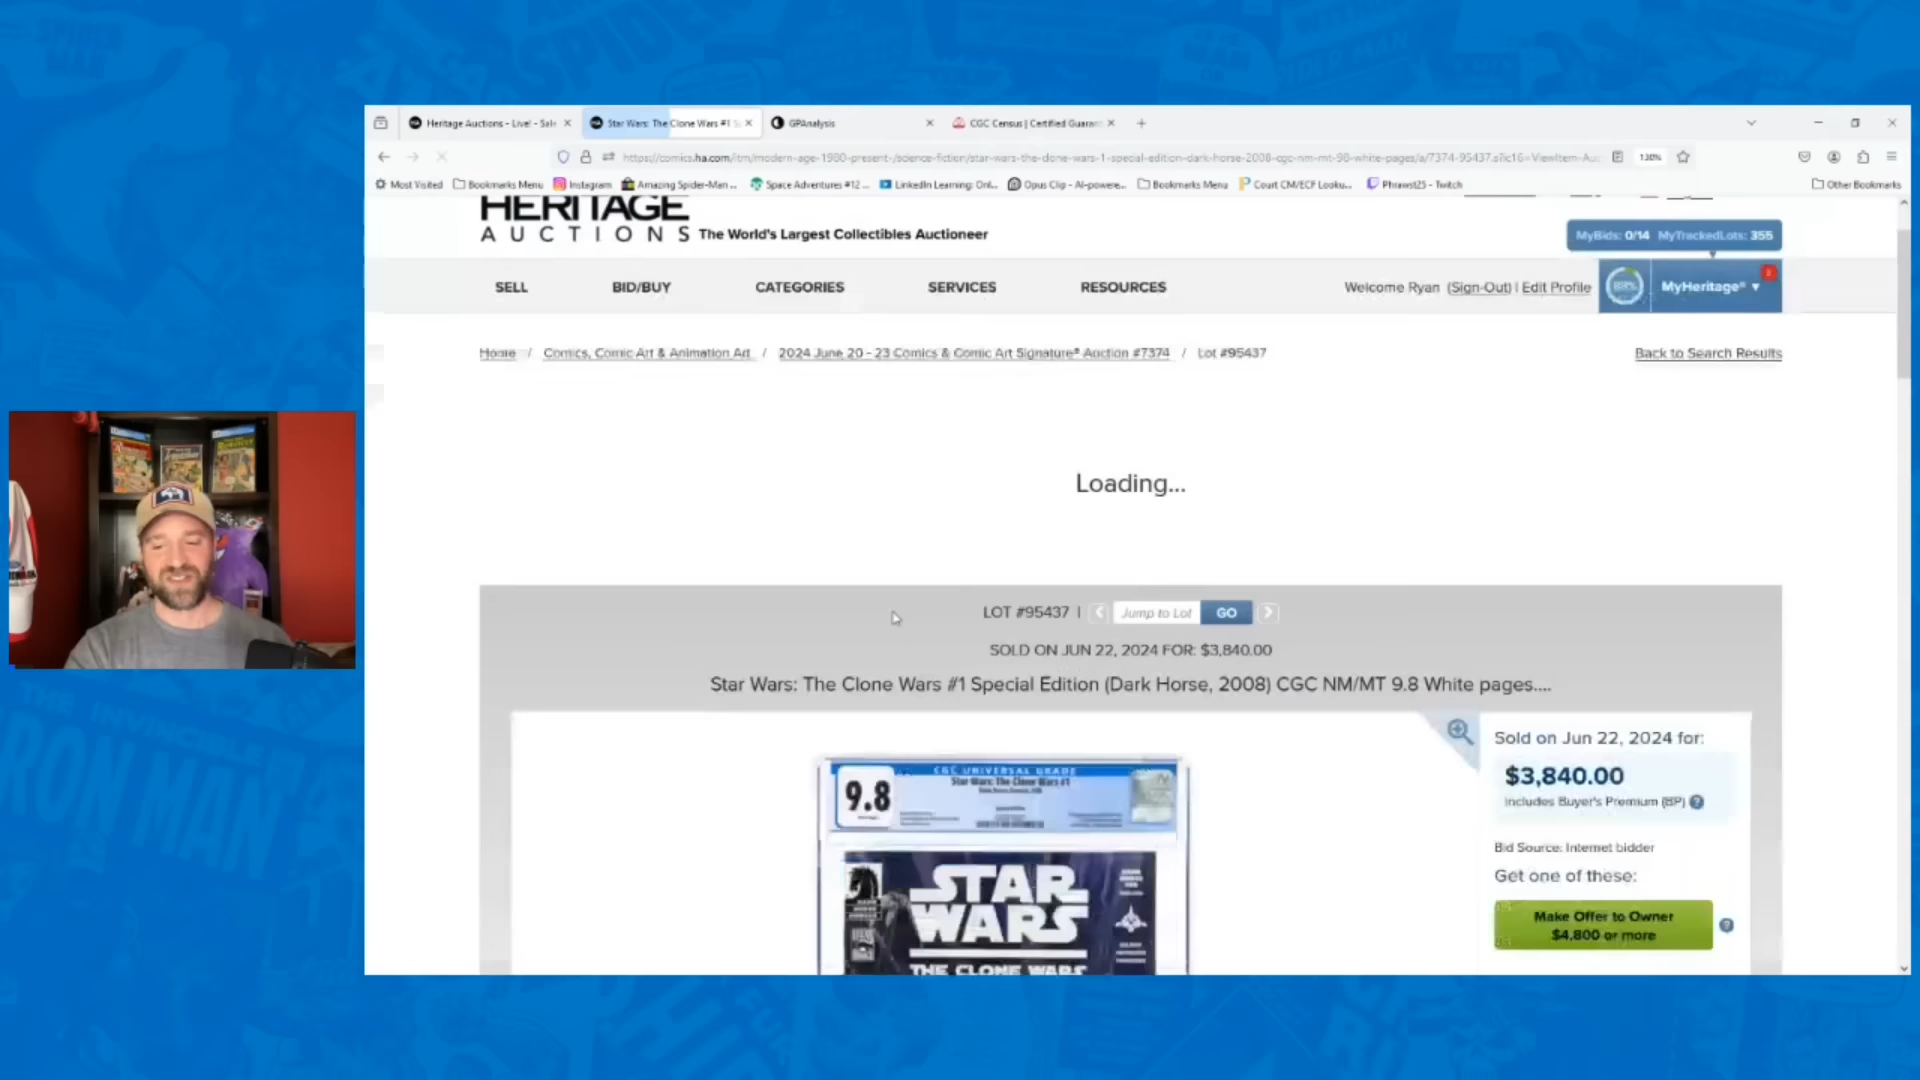 Heritage Auctions - Live! - Sale
Star Wars: The Clone Wars #1 S
GPAnalysis
CGC Census | Certified Guaran
https://comics.ha.com/itm/modern-age-1980-present-/science-fiction/star-wars-the-clone-wars-1-special-edition-dark-horse-2008-cgc-nm-mt-98-white-pages/a/7374-95437.s?ic16=ViewItem-Auc
130%
Most Visited
Bookmarks Menu
Instagram
Amazing Spider-Man ...
Space Adventures #12 ...
LinkedIn Learning: Onl...
Opus Clip - AI-powere...
Bookmarks Menu
Court CM/ECF Looku...
Phrawst25 - Twitch
Other Bookmarks
HERITAGE
AUCTIONS The World's Largest Collectibles Auctioneer
MyBids: 0/14 MyTrackedLots: 355
SELL
BID/BUY
CATEGORIES
SERVICES
RESOURCES
Welcome Ryan (Sign-Out) | Edit Profile
88%
MyHeritage®
Home / Comics, Comic Art & Animation Art / 2024 June 20 - 23 Comics & Comic Art Signature® Auction #7374 / Lot #95437
Back to Search Results
Loading...
LOT #95437 | Jump to Lot GO
SOLD ON JUN 22, 2024 FOR: $3,840.00
Star Wars: The Clone Wars #1 Special Edition (Dark Horse, 2008) CGC NM/MT 9.8 White pages....
CGC UNIVERSAL GRADE
Star Wars: The Clone Wars #1
9.8
STAR
WARS
THE CLONE WARS
Sold on Jun 22, 2024 for:
$3,840.00
Includes Buyer's Premium (BP)
Bid Source: Internet bidder
Get one of these:
Make Offer to Owner
$4,800 or more
THE INVINCIBLE
IRON MAN